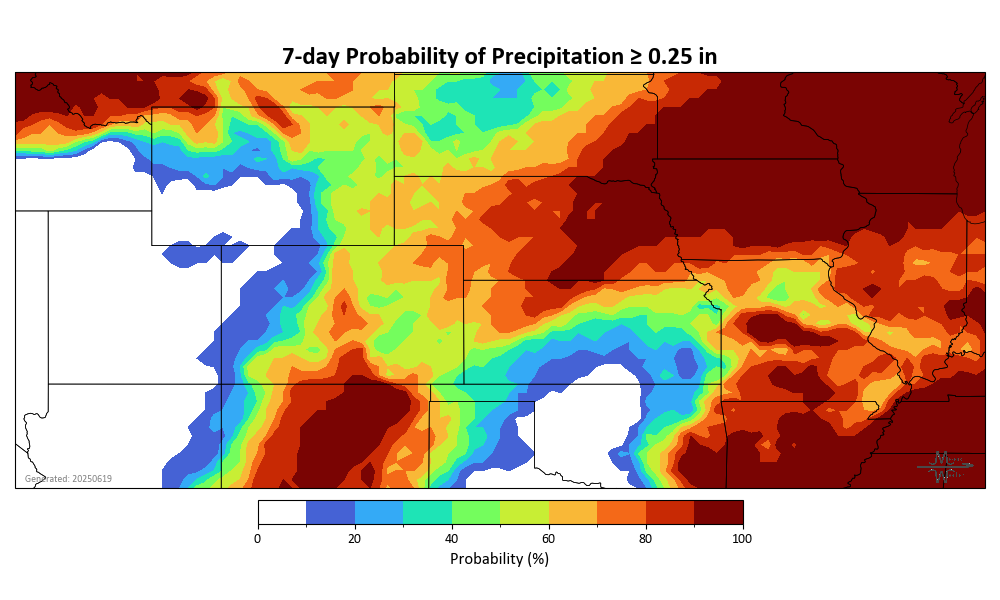 7-day Probability of Precipitation ≥ 0.25 in
Generated: 20250619
0 20 40 60 80 100
Probability (%)